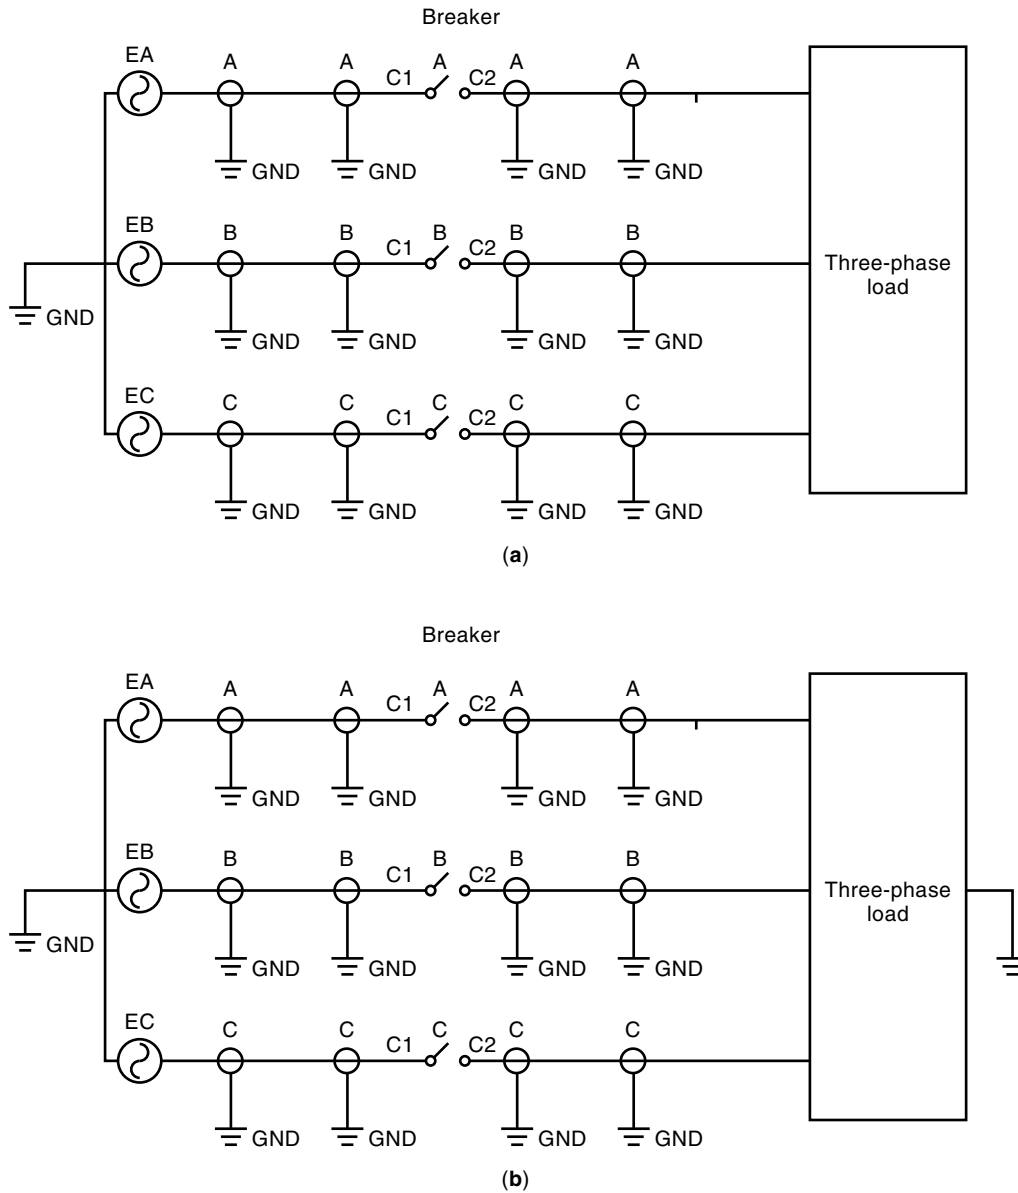 Breaker
EA A A C1 A C2 A A
GND GND GND GND
EB B B C1 B C2 B B
Three-phase
load
GND
GND GND GND GND
EC C C C1 C C2 C C
GND GND GND GND
(a)
Breaker
EA A A C1 A C2 A A
GND GND GND GND
EB B B C1 B C2 B B
Three-phase
load
GND
GND GND GND GND
EC C C C1 C C2 C C
GND GND GND GND
(b)